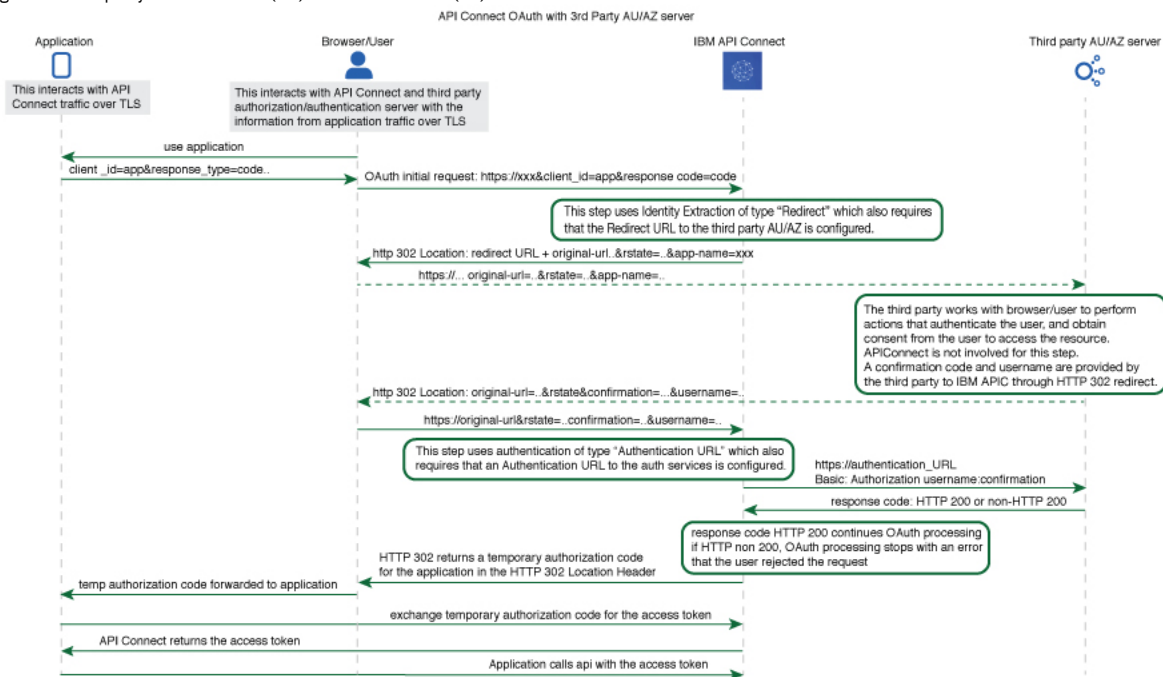 API Connect OAuth with 3rd Party AU/AZ server
Application
Browser/User
IBM API Connect
Third party AU/AZ server
This interacts with API
Connect traffic over TLS
This interacts with API Connect and third party
authorization/authentication server with the
information from application traffic over TLS
use application
client _id=app&response_type=code..
OAuth initial request: https://xxx&client_id=app&response code=code
This step uses Identity Extraction of type “Redirect” which also requires
that the Redirect URL to the third party AU/AZ is configured.
http 302 Location: redirect URL + original-url..&rstate=..&app-name=xxx
https://... original-url=..&rstate=..&app-name=..
The third party works with browser/user to perform
actions that authenticate the user, and obtain
consent from the user to access the resource.
APIConnect is not involved for this step.
A confirmation code and username are provided by
the third party to IBM APIC through HTTP 302 redirect.
http 302 Location: original-url=..&rstate&confirmation=...&username=..
https://original-url&rstate=..confirmation=..&username=..
This step uses authentication of type “Authentication URL” which also
requires that an Authentication URL to the auth services is configured.
https://authentication_URL
Basic: Authorization username:confirmation
response code: HTTP 200 or non-HTTP 200
response code HTTP 200 continues OAuth processing
if HTTP non 200, OAuth processing stops with an error
that the user rejected the request
HTTP 302 returns a temporary authorization code
for the application in the HTTP 302 Location Header
temp authorization code forwarded to application
exchange temporary authorization code for the access token
API Connect returns the access token
Application calls api with the access token